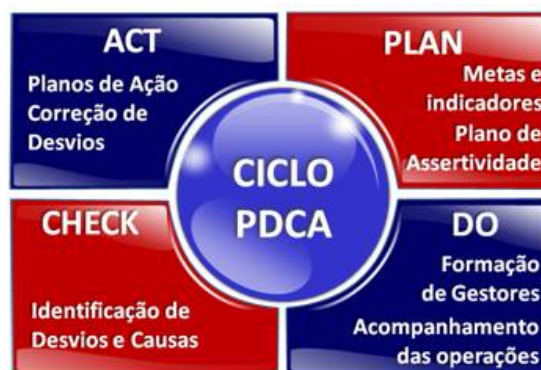 ACT
Planos de Ação
Correção de
Desvios
PLAN
Metas e
indicadores
Plano de
Assertividade
CICLO
PDCA
CHECK
Identificação de
Desvios e Causas
DO
Formação
de Gestores
Acompanhamento
das operações